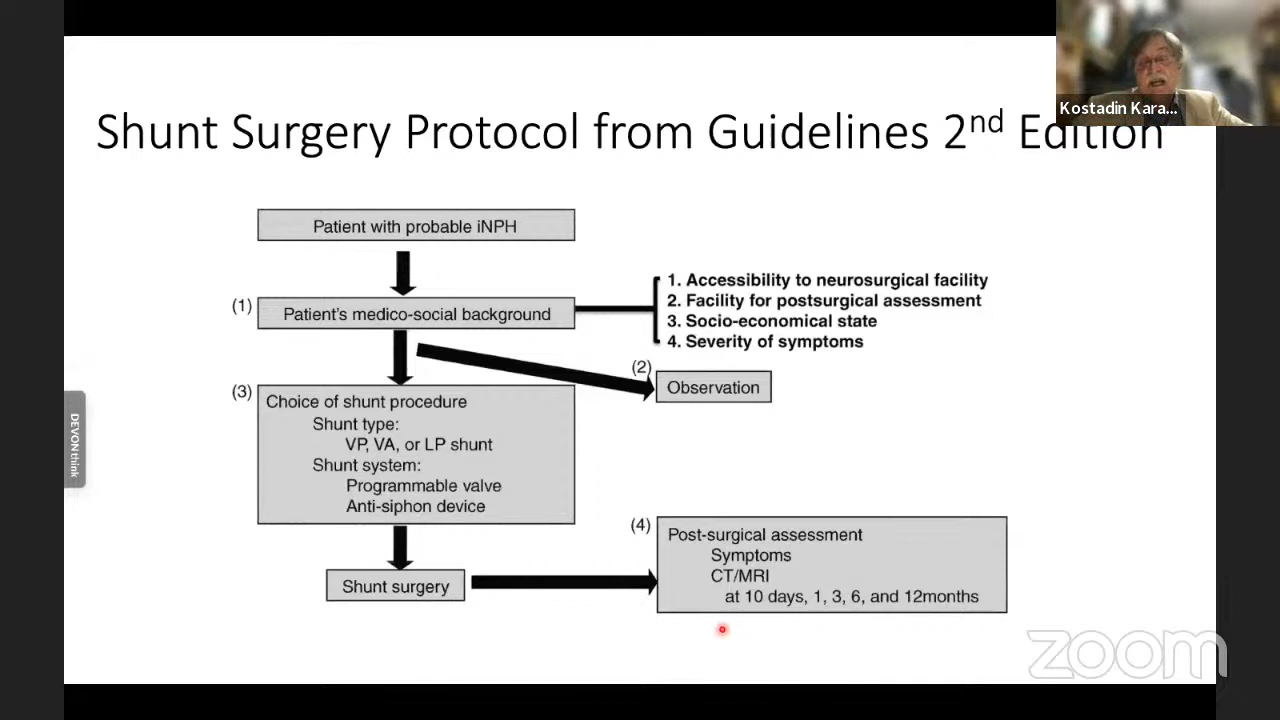 Kostadin Kara...
Shunt Surgery Protocol from Guidelines 2nd Edition
Patient with probable iNPH
(1)
Patient's medico-social background
1. Accessibility to neurosurgical facility
2. Facility for postsurgical assessment
3. Socio-economical state
4. Severity of symptoms
(2)
Observation
(3)
Choice of shunt procedure
Shunt type:
VP, VA, or LP shunt
Shunt system:
Programmable valve
Anti-siphon device
(4)
Post-surgical assessment
Symptoms
CT/MRI
at 10 days, 1, 3, 6, and 12months
Shunt surgery
DEVONthink
zoom